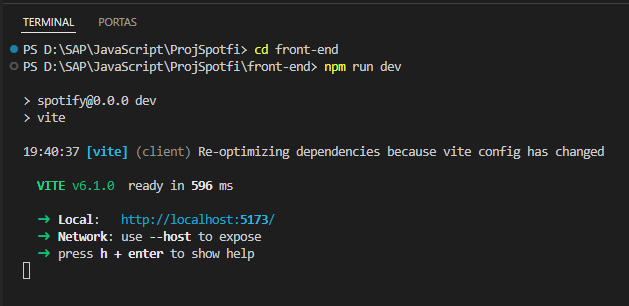 TERMINAL PORTAS
PS D:\SAP\JavaScript\ProjSpotfi> cd front-end
PS D:\SAP\JavaScript\ProjSpotfi\front-end> npm run dev
> spotify@0.0.0 dev
> vite
19:40:37 [vite] (client) Re-optimizing dependencies because vite config has changed
VITE v6.1.0 ready in 596 ms
➜ Local: http://localhost:5173/
➜ Network: use --host to expose
➜ press h + enter to show help